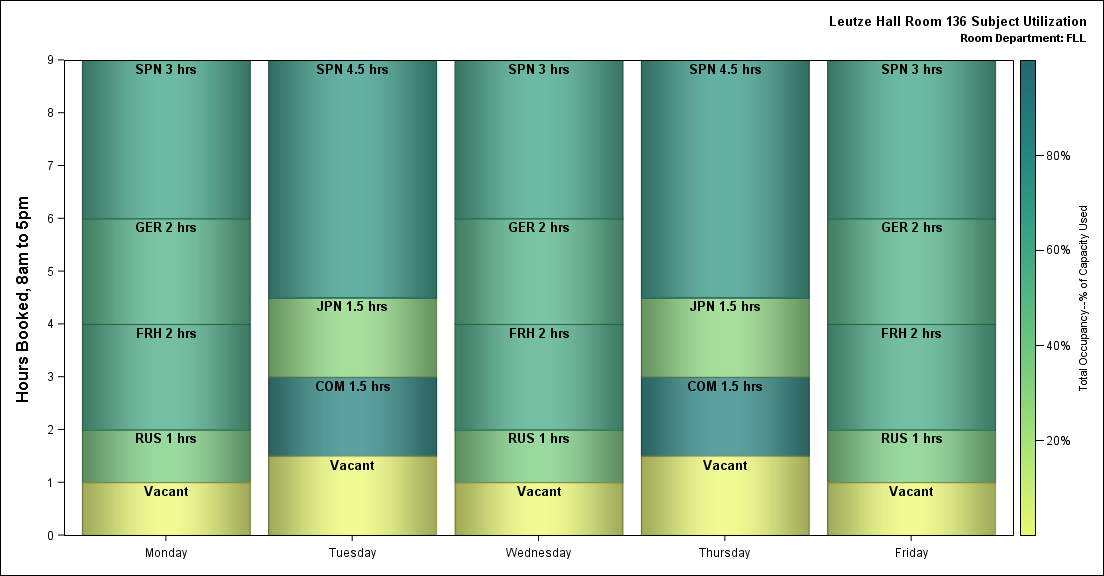 Leutze Hall Room 136 Subject Utilization
Room Department: FLL
Hours Booked, 8am to 5pm
9
8
7
6
5
4
3
2
1
0
SPN 3 hrs
GER 2 hrs
FRH 2 hrs
RUS 1 hrs
Vacant
Monday
SPN 4.5 hrs
JPN 1.5 hrs
COM 1.5 hrs
Vacant
Tuesday
SPN 3 hrs
GER 2 hrs
FRH 2 hrs
RUS 1 hrs
Vacant
Wednesday
SPN 4.5 hrs
JPN 1.5 hrs
COM 1.5 hrs
Vacant
Thursday
SPN 3 hrs
GER 2 hrs
FRH 2 hrs
RUS 1 hrs
Vacant
Friday
80%
60%
40%
20%
Total Occupancy--% of Capacity Used